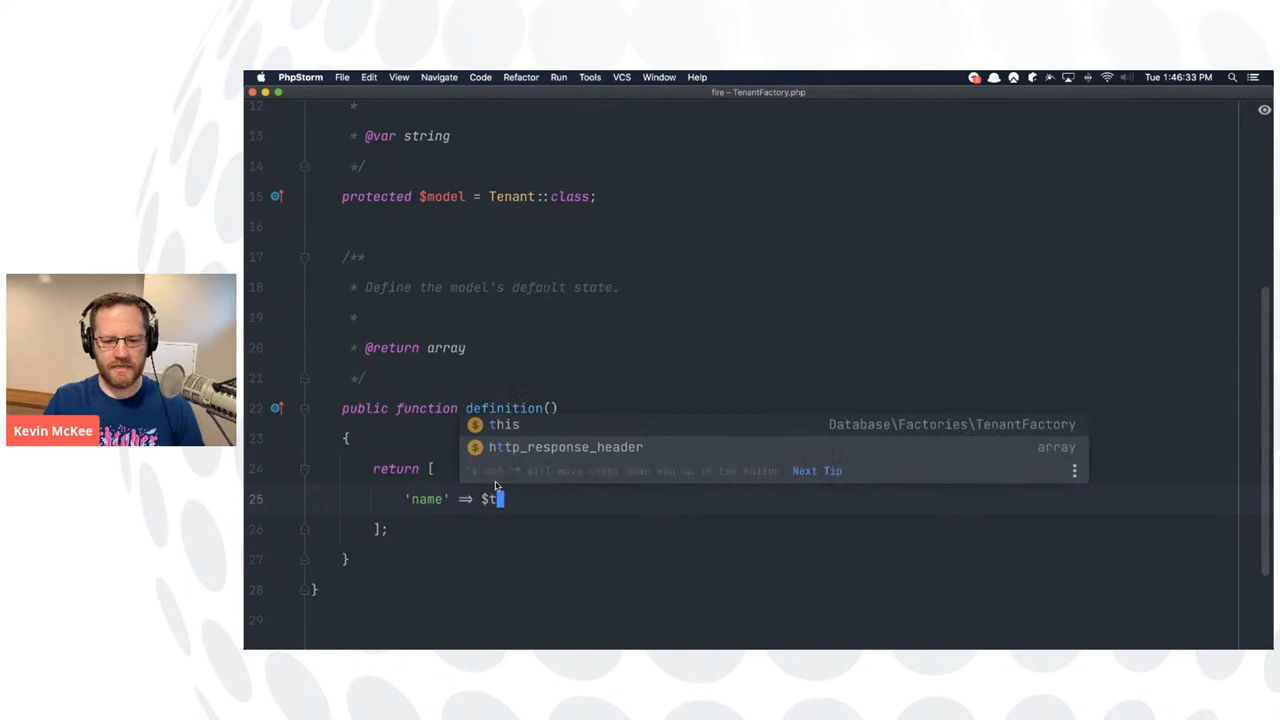 PhpStorm File Edit View Navigate Code Refactor Run Tools VCS Window Help Tue 1:46:33 PM
fire – TenantFactory.php
12 *
13 * @var string
14 */
15 protected $model = Tenant::class;
16
17 /**
18 * Define the model's default state.
19 *
20 * @return array
21 */
22 public function definition()
$ this Database\Factories\TenantFactory
23 {
$ http_response_header array
24 return [
Next Tip
25 'name' => $t
26 ];
27 }
28 }
29
Kevin McKee